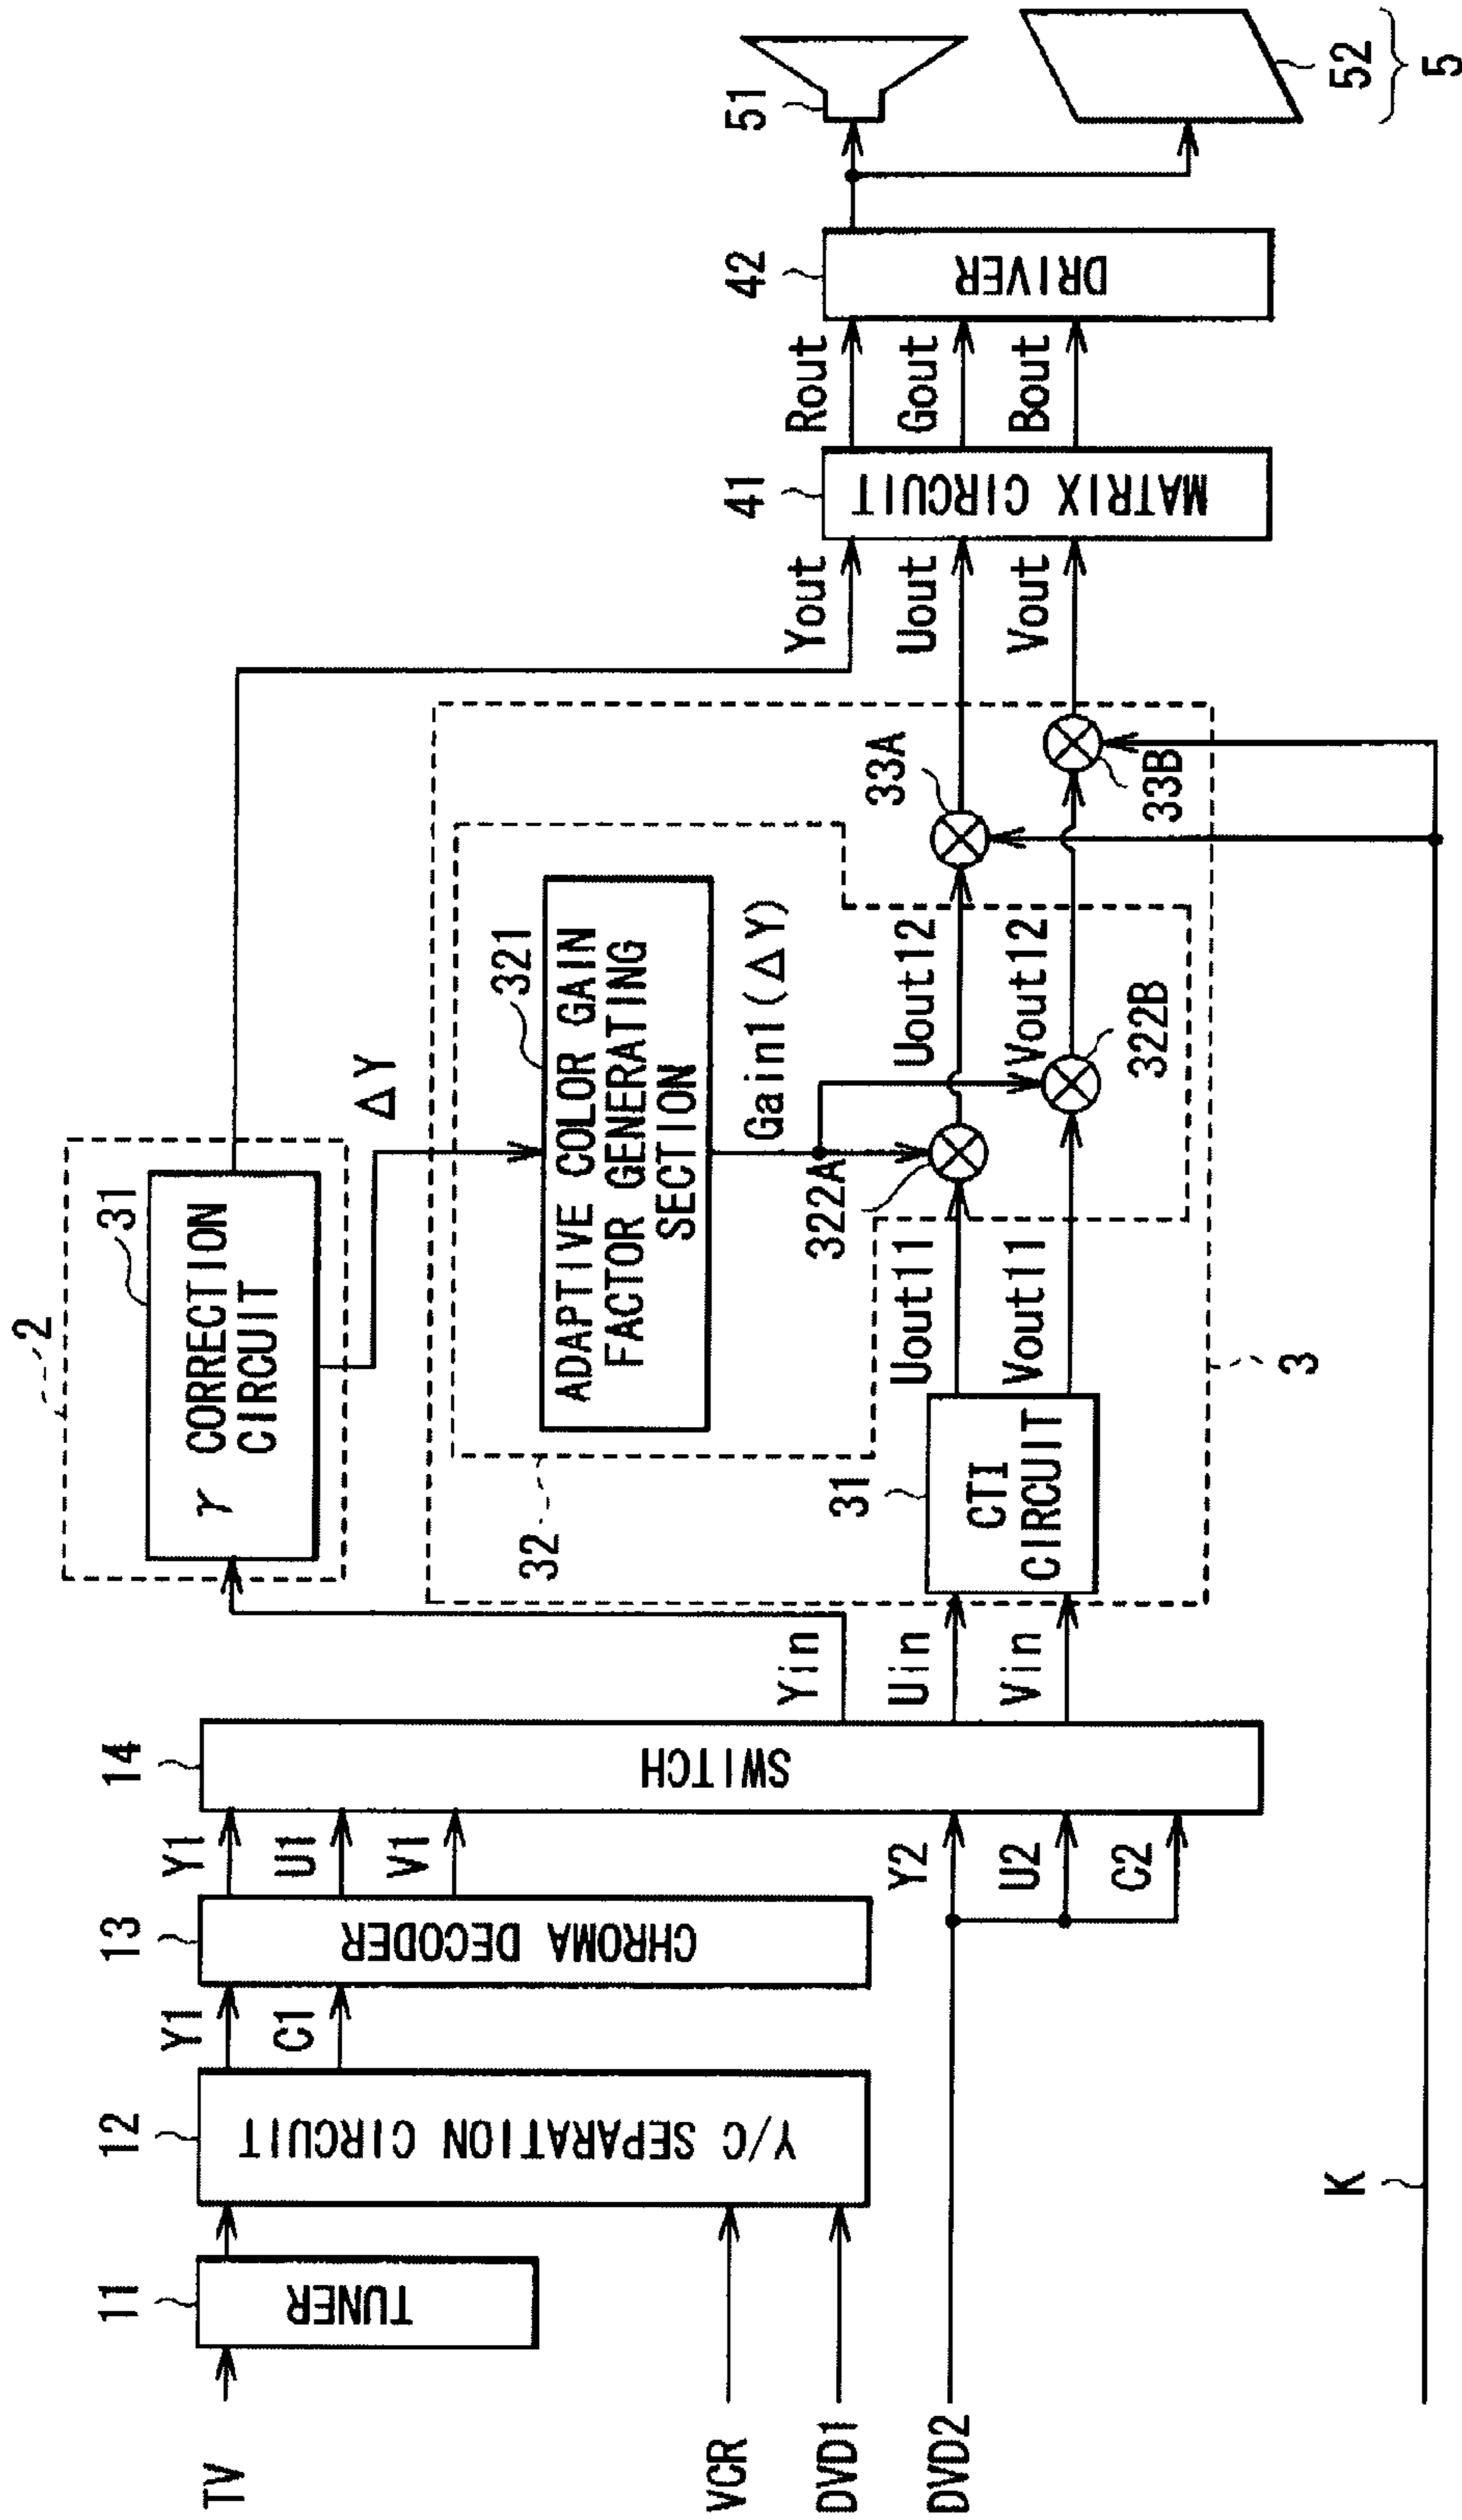 TV
VCR
DVD1
DVD2
K
11
TUNER
12
Y/C SEPARATION CIRCUIT
Y1
C1
13
CHROMA DECODER
Y1
U1
V1
Y2
U2
C2
14
SWITCH
Yin
Uin
Vin
2
31
γ CORRECTION
CIRCUIT
ΔY
32
321
ADAPTIVE COLOR GAIN
FACTOR GENERATING
SECTION
Gain1(ΔY)
31
CTI
CIRCUIT
3
Uout11
Vout11
322A
322B
Uout12
Vout12
33A
33B
Yout
Uout
Vout
41
MATRIX CIRCUIT
Rout
Gout
Bout
42
DRIVER
51
52
5